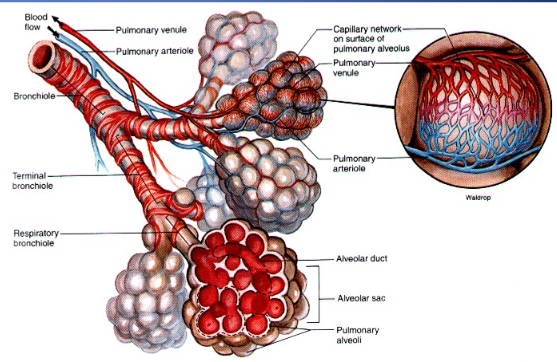 Blood
flow
Pulmonary venule
Pulmonary arteriole
Bronchiole
Terminal
bronchiole
Respiratory
bronchiole
Capillary network
on surface of
pulmonary alveolus
Pulmonary
venule
Pulmonary
arteriole
Waldrop
Alveolar duct
Alveolar sac
Pulmonary
alveoli